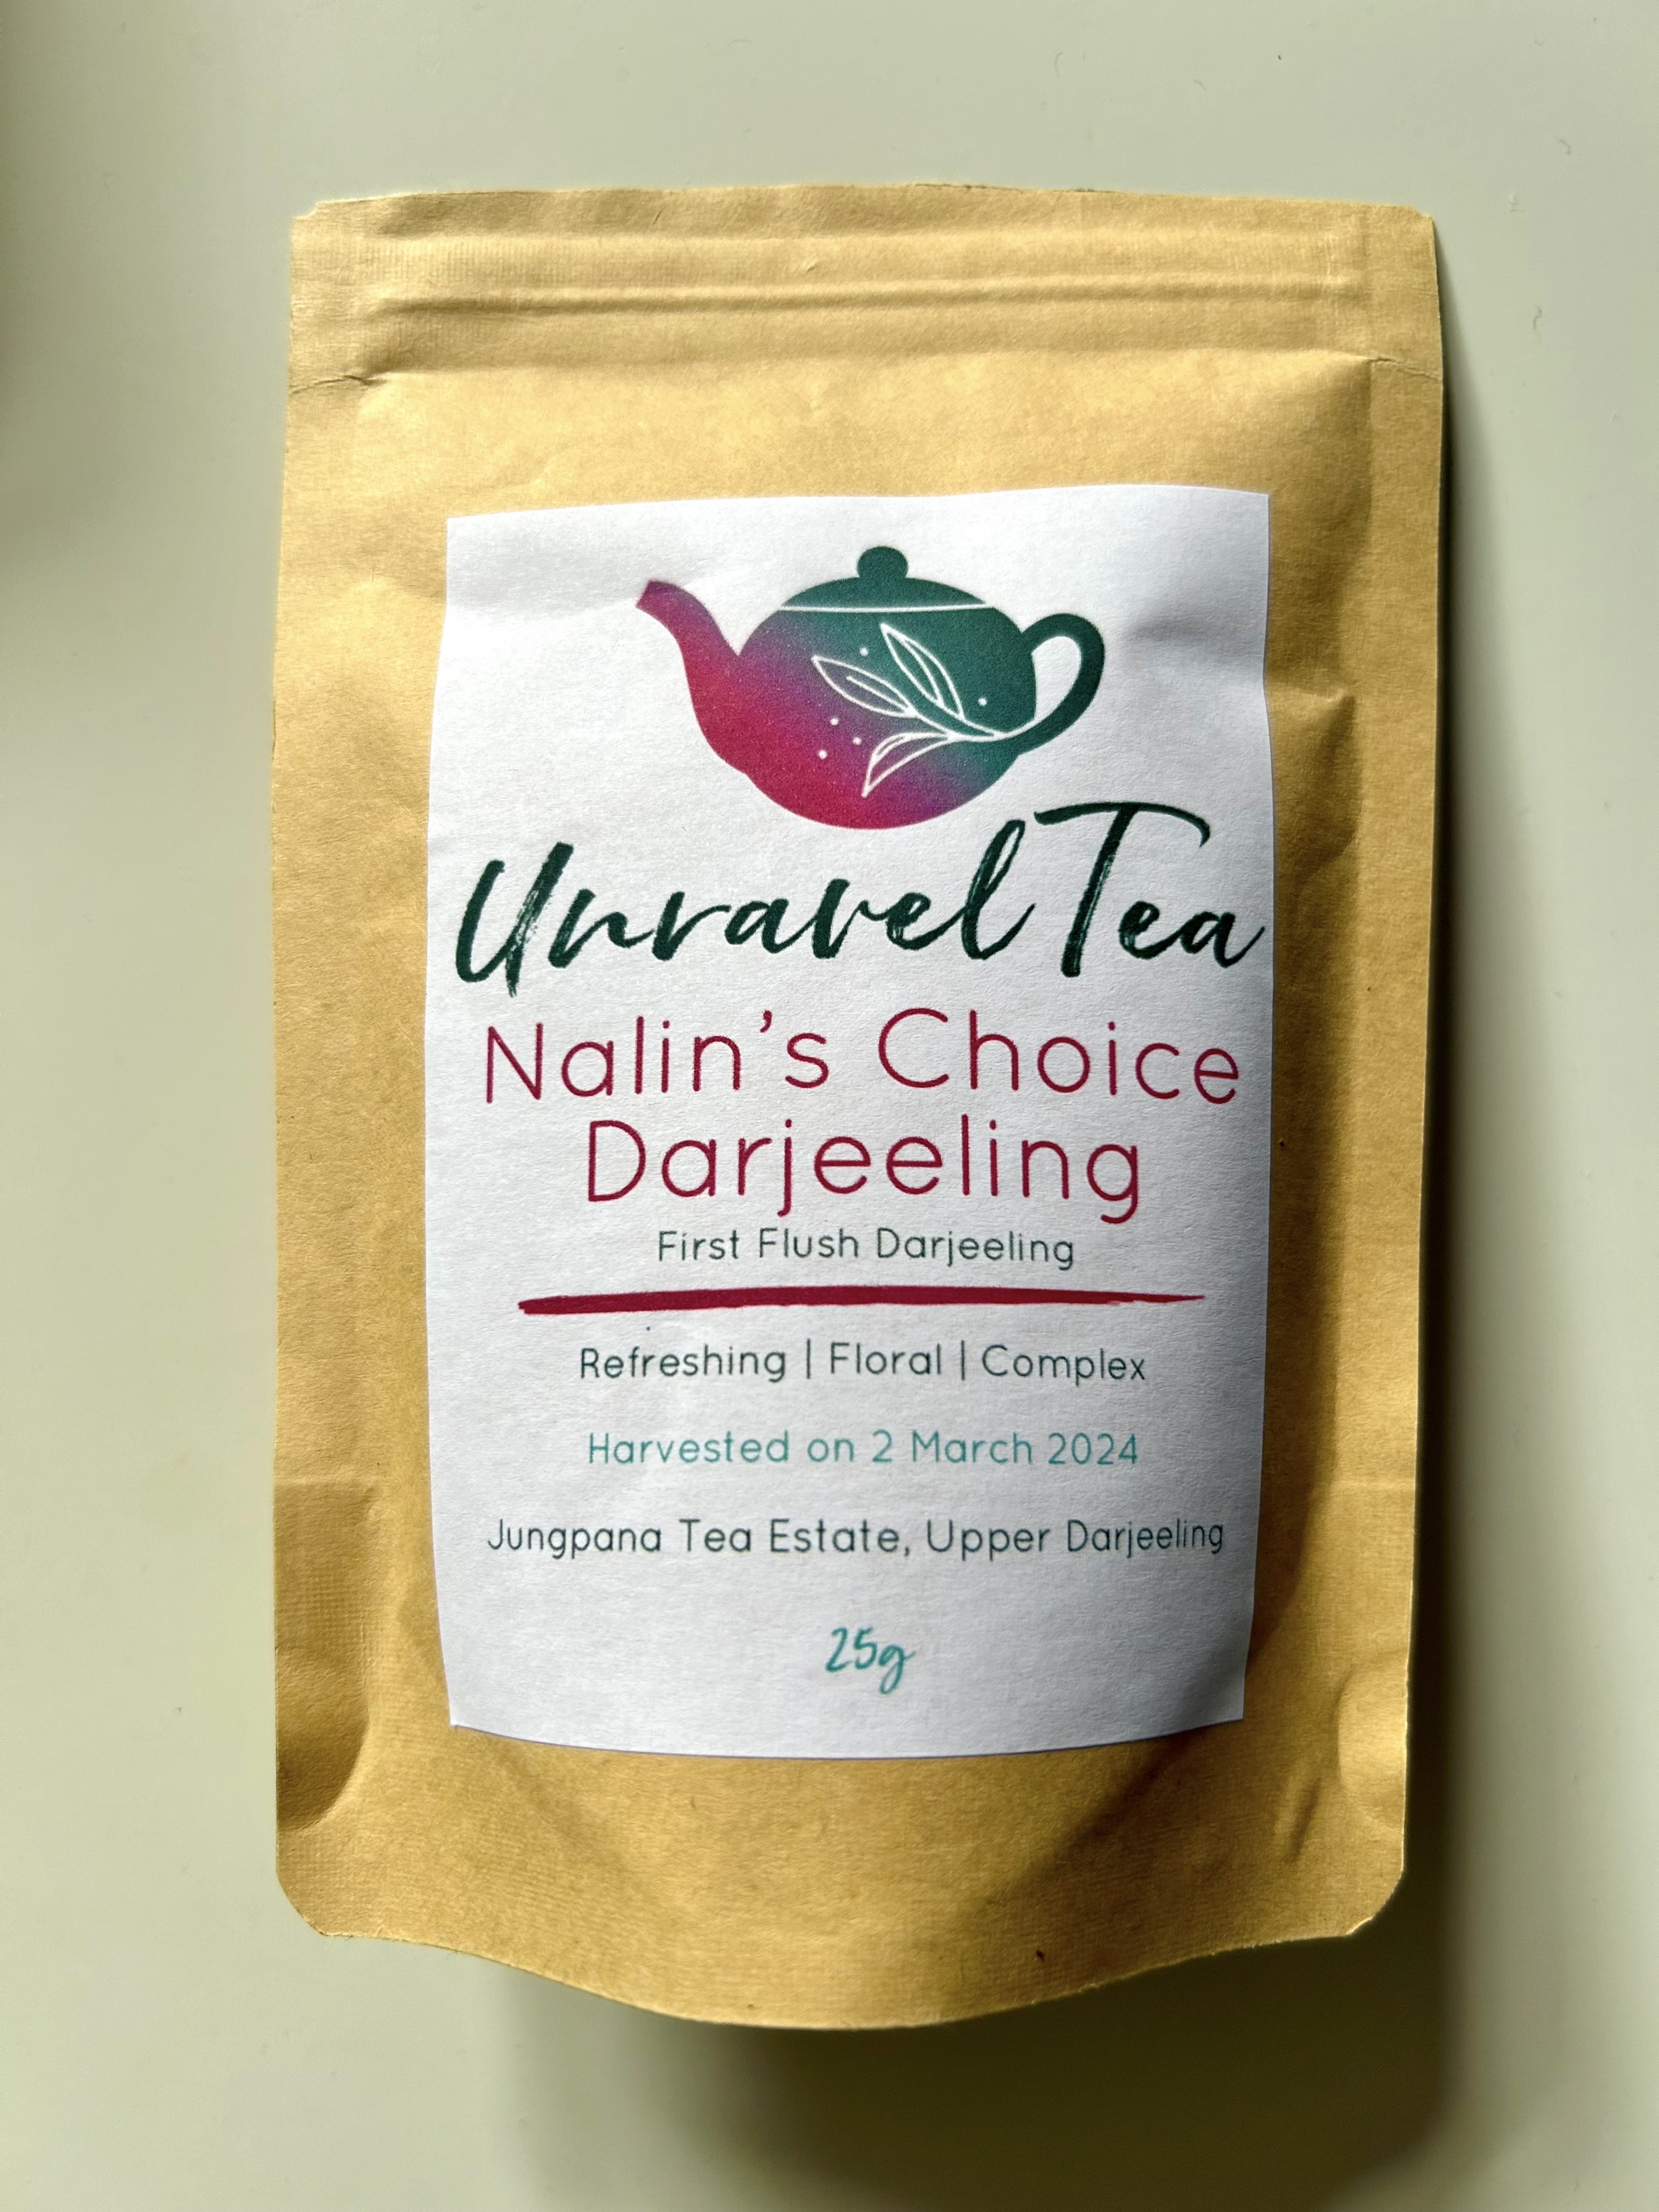 Unravel Tea
Nalin's Choice
Darjeeling
First Flush Darjeeling
Refreshing | Floral | Complex
Harvested on 2 March 2024
Jungpana Tea Estate, Upper Darjeeling
25g